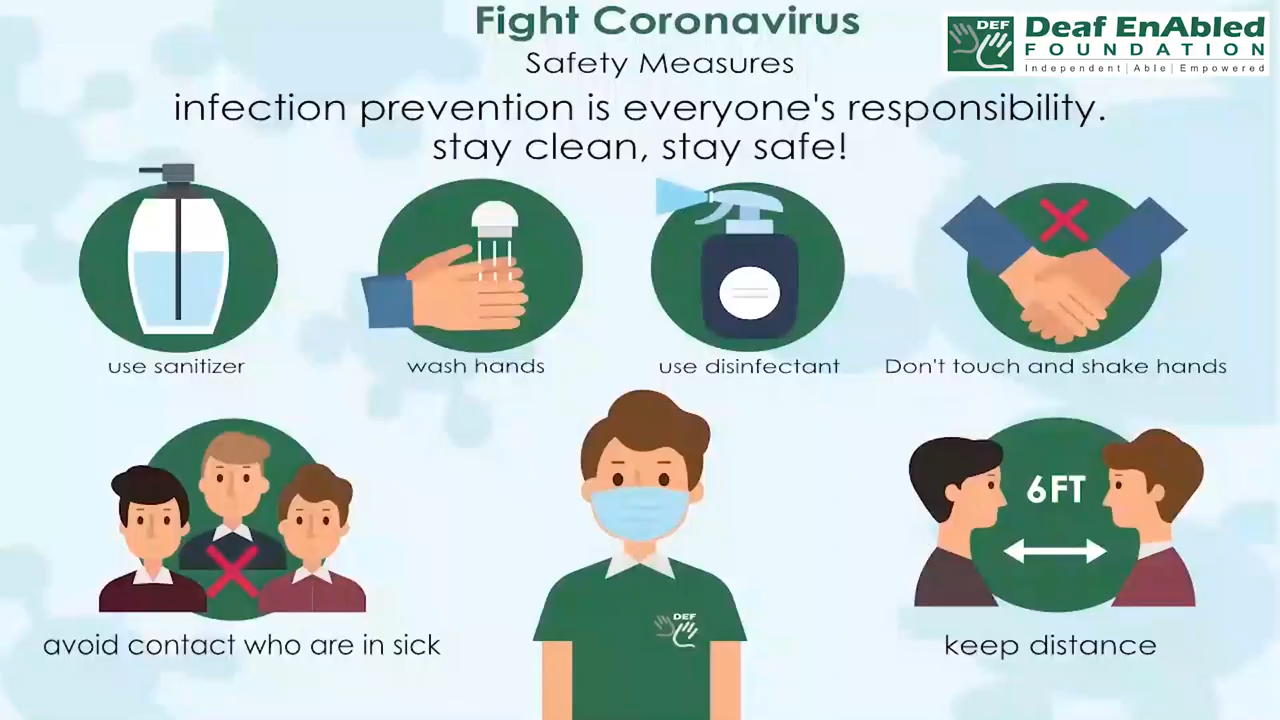 Fight Coronavirus
Safety Measures
DEF
Deaf EnAbled
FOUNDATION
Independent | Able | Empowered
infection prevention is everyone's responsibility.
stay clean, stay safe!
use sanitizer
wash hands
use disinfectant
Don't touch and shake hands
6 FT
DEF
avoid contact who are in sick
keep distance